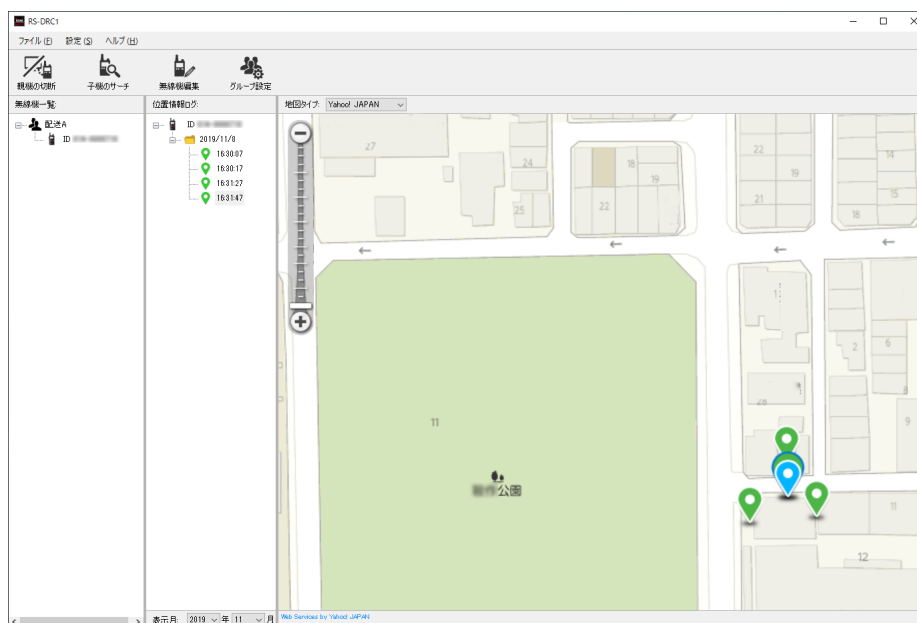 RS-DRC1
ファイル(F) 設定(S) ヘルプ(H)
親機の切断 子機のサーチ 無線機編集 グループ設定
無線機一覧:
配送A
ID
位置情報ログ:
ID
2019/11/8
16:30:07
16:30:17
16:31:27
16:31:47
表示月: 2019 年 11 月
地図タイプ: Yahoo! JAPAN
27
24
25
18
19
22
22
19
21
14
15
18
11
2
6
8
9
11
公園
11
12
Web Services by Yahoo! JAPAN